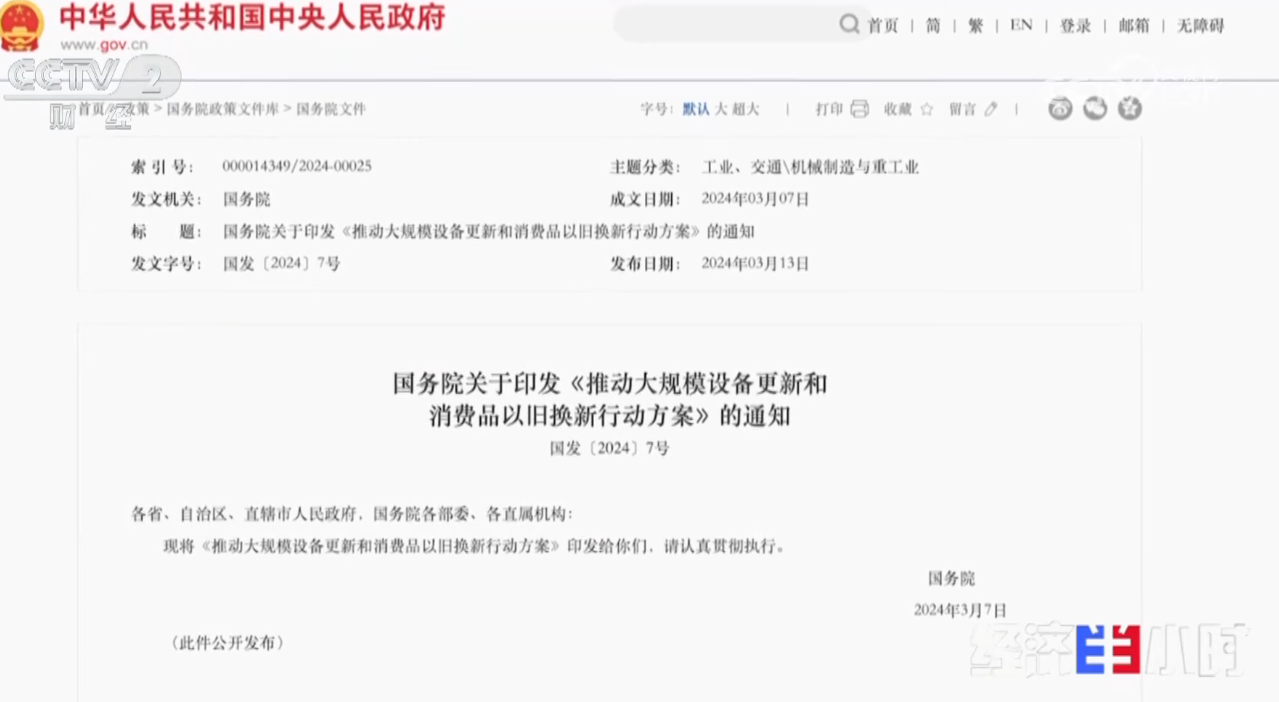 中华人民共和国中央人民政府
www.gov.cn
首页 | 简 | 繁 | EN | 登录 | 邮箱 | 无障碍
CCTV 2
财经
首页 > 政策 > 国务院政策文件库 > 国务院文件
字号：默认 大 超大 | 打印 收藏 留言 |
索 引 号： 000014349/2024-00025 主题分类： 工业、交通\机械制造与重工业
发文机关： 国务院 成文日期： 2024年03月07日
标 题： 国务院关于印发《推动大规模设备更新和消费品以旧换新行动方案》的通知
发文字号： 国发〔2024〕7号 发布日期： 2024年03月13日
国务院关于印发《推动大规模设备更新和
消费品以旧换新行动方案》的通知
国发〔2024〕7号
各省、自治区、直辖市人民政府，国务院各部委、各直属机构：
现将《推动大规模设备更新和消费品以旧换新行动方案》印发给你们，请认真贯彻执行。
国务院
2024年3月7日
（此件公开发布）
经济半小时